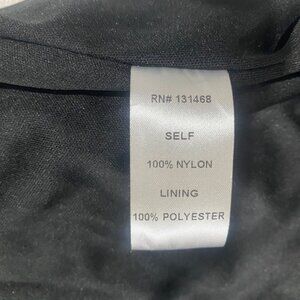 RN# 131468
SELF
100% NYLON
LINING
100% POLYESTER